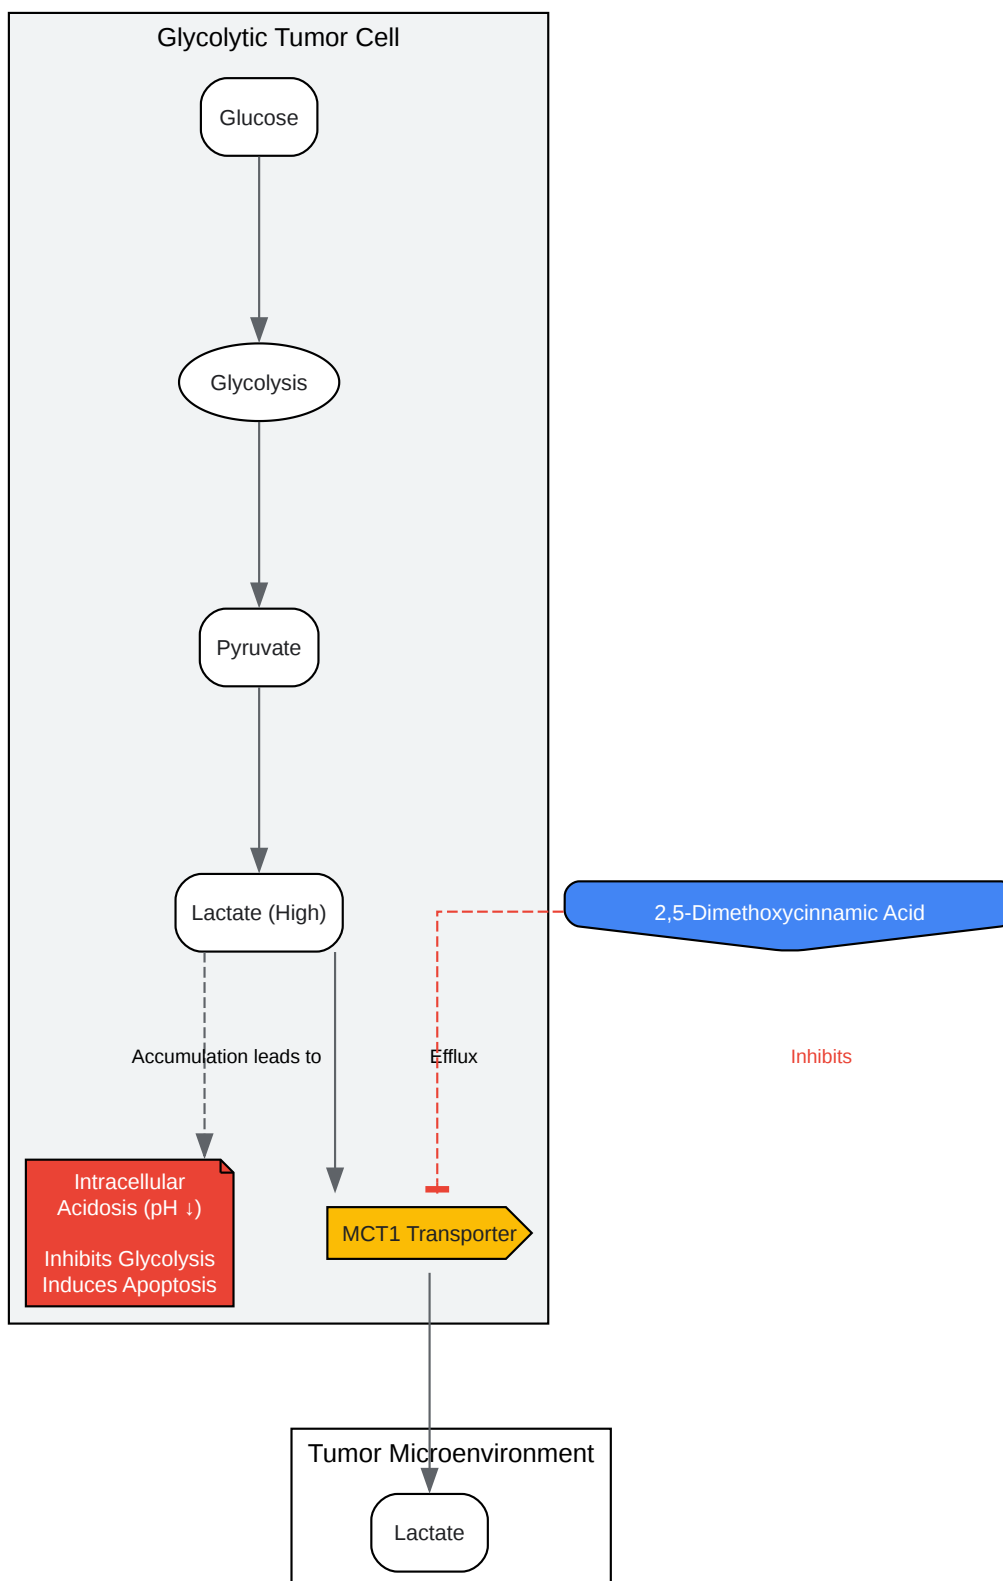 Glycolytic Tumor Cell
Glucose
Glycolysis
Pyruvate
Lactate (High)
2,5-Dimethoxycinnamic Acid
Accumulation leads to
Efflux
Inhibits
Intracellular
Acidosis (pH ↓)
Inhibits Glycolysis
Induces Apoptosis
MCT1 Transporter
Tumor Microenvironment
Lactate